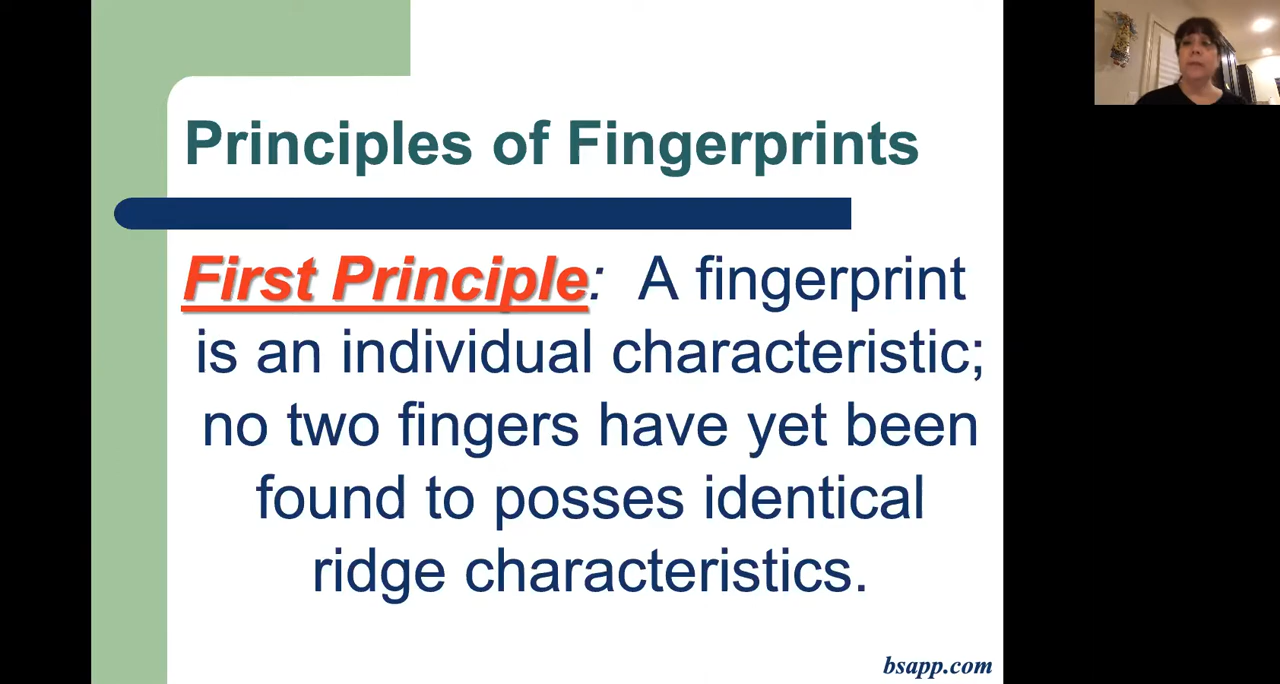 Principles of Fingerprints
First Principle: A fingerprint
is an individual characteristic;
no two fingers have yet been
found to posses identical
ridge characteristics.
bsapp.com